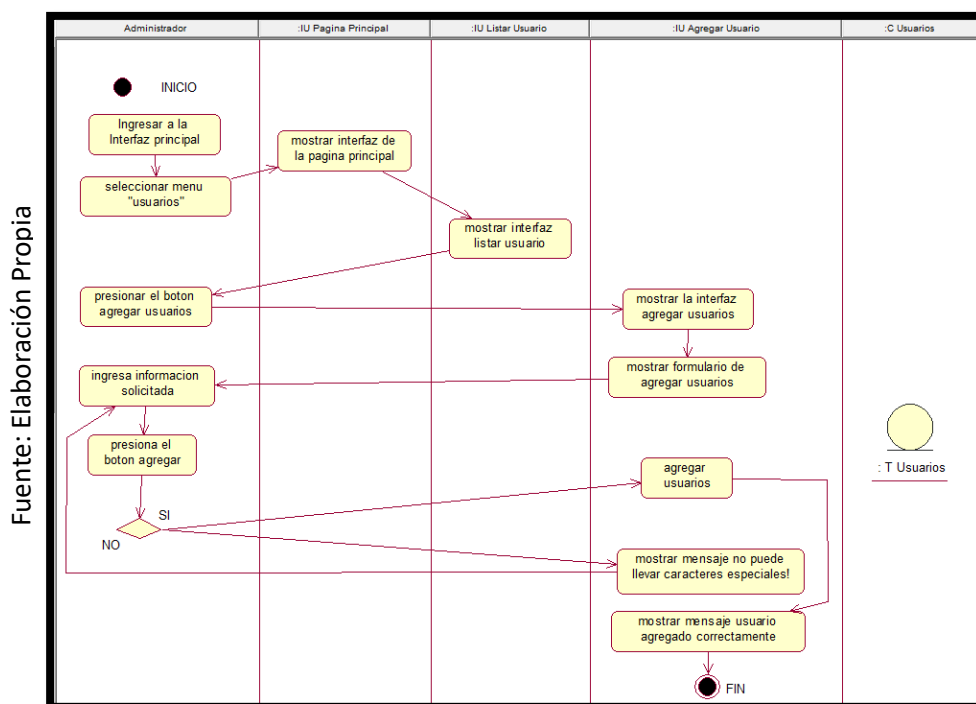 Administrador
:IU Pagina Principal
:IU Listar Usuario
:IU Agregar Usuario
:C Usuarios
INICIO
Ingresar a la
Interfaz principal
mostrar interfaz de
la pagina principal
seleccionar menu
"usuarios"
mostrar interfaz
listar usuario
presionar el boton
agregar usuarios
mostrar la interfaz
agregar usuarios
ingresa informacion
solicitada
mostrar formulario de
agregar usuarios
presiona el
boton agregar
agregar
usuarios
: T Usuarios
SI
NO
mostrar mensaje no puede
llevar caracteres especiales!
mostrar mensaje usuario
agregado correctamente
FIN
Fuente: Elaboración Propia